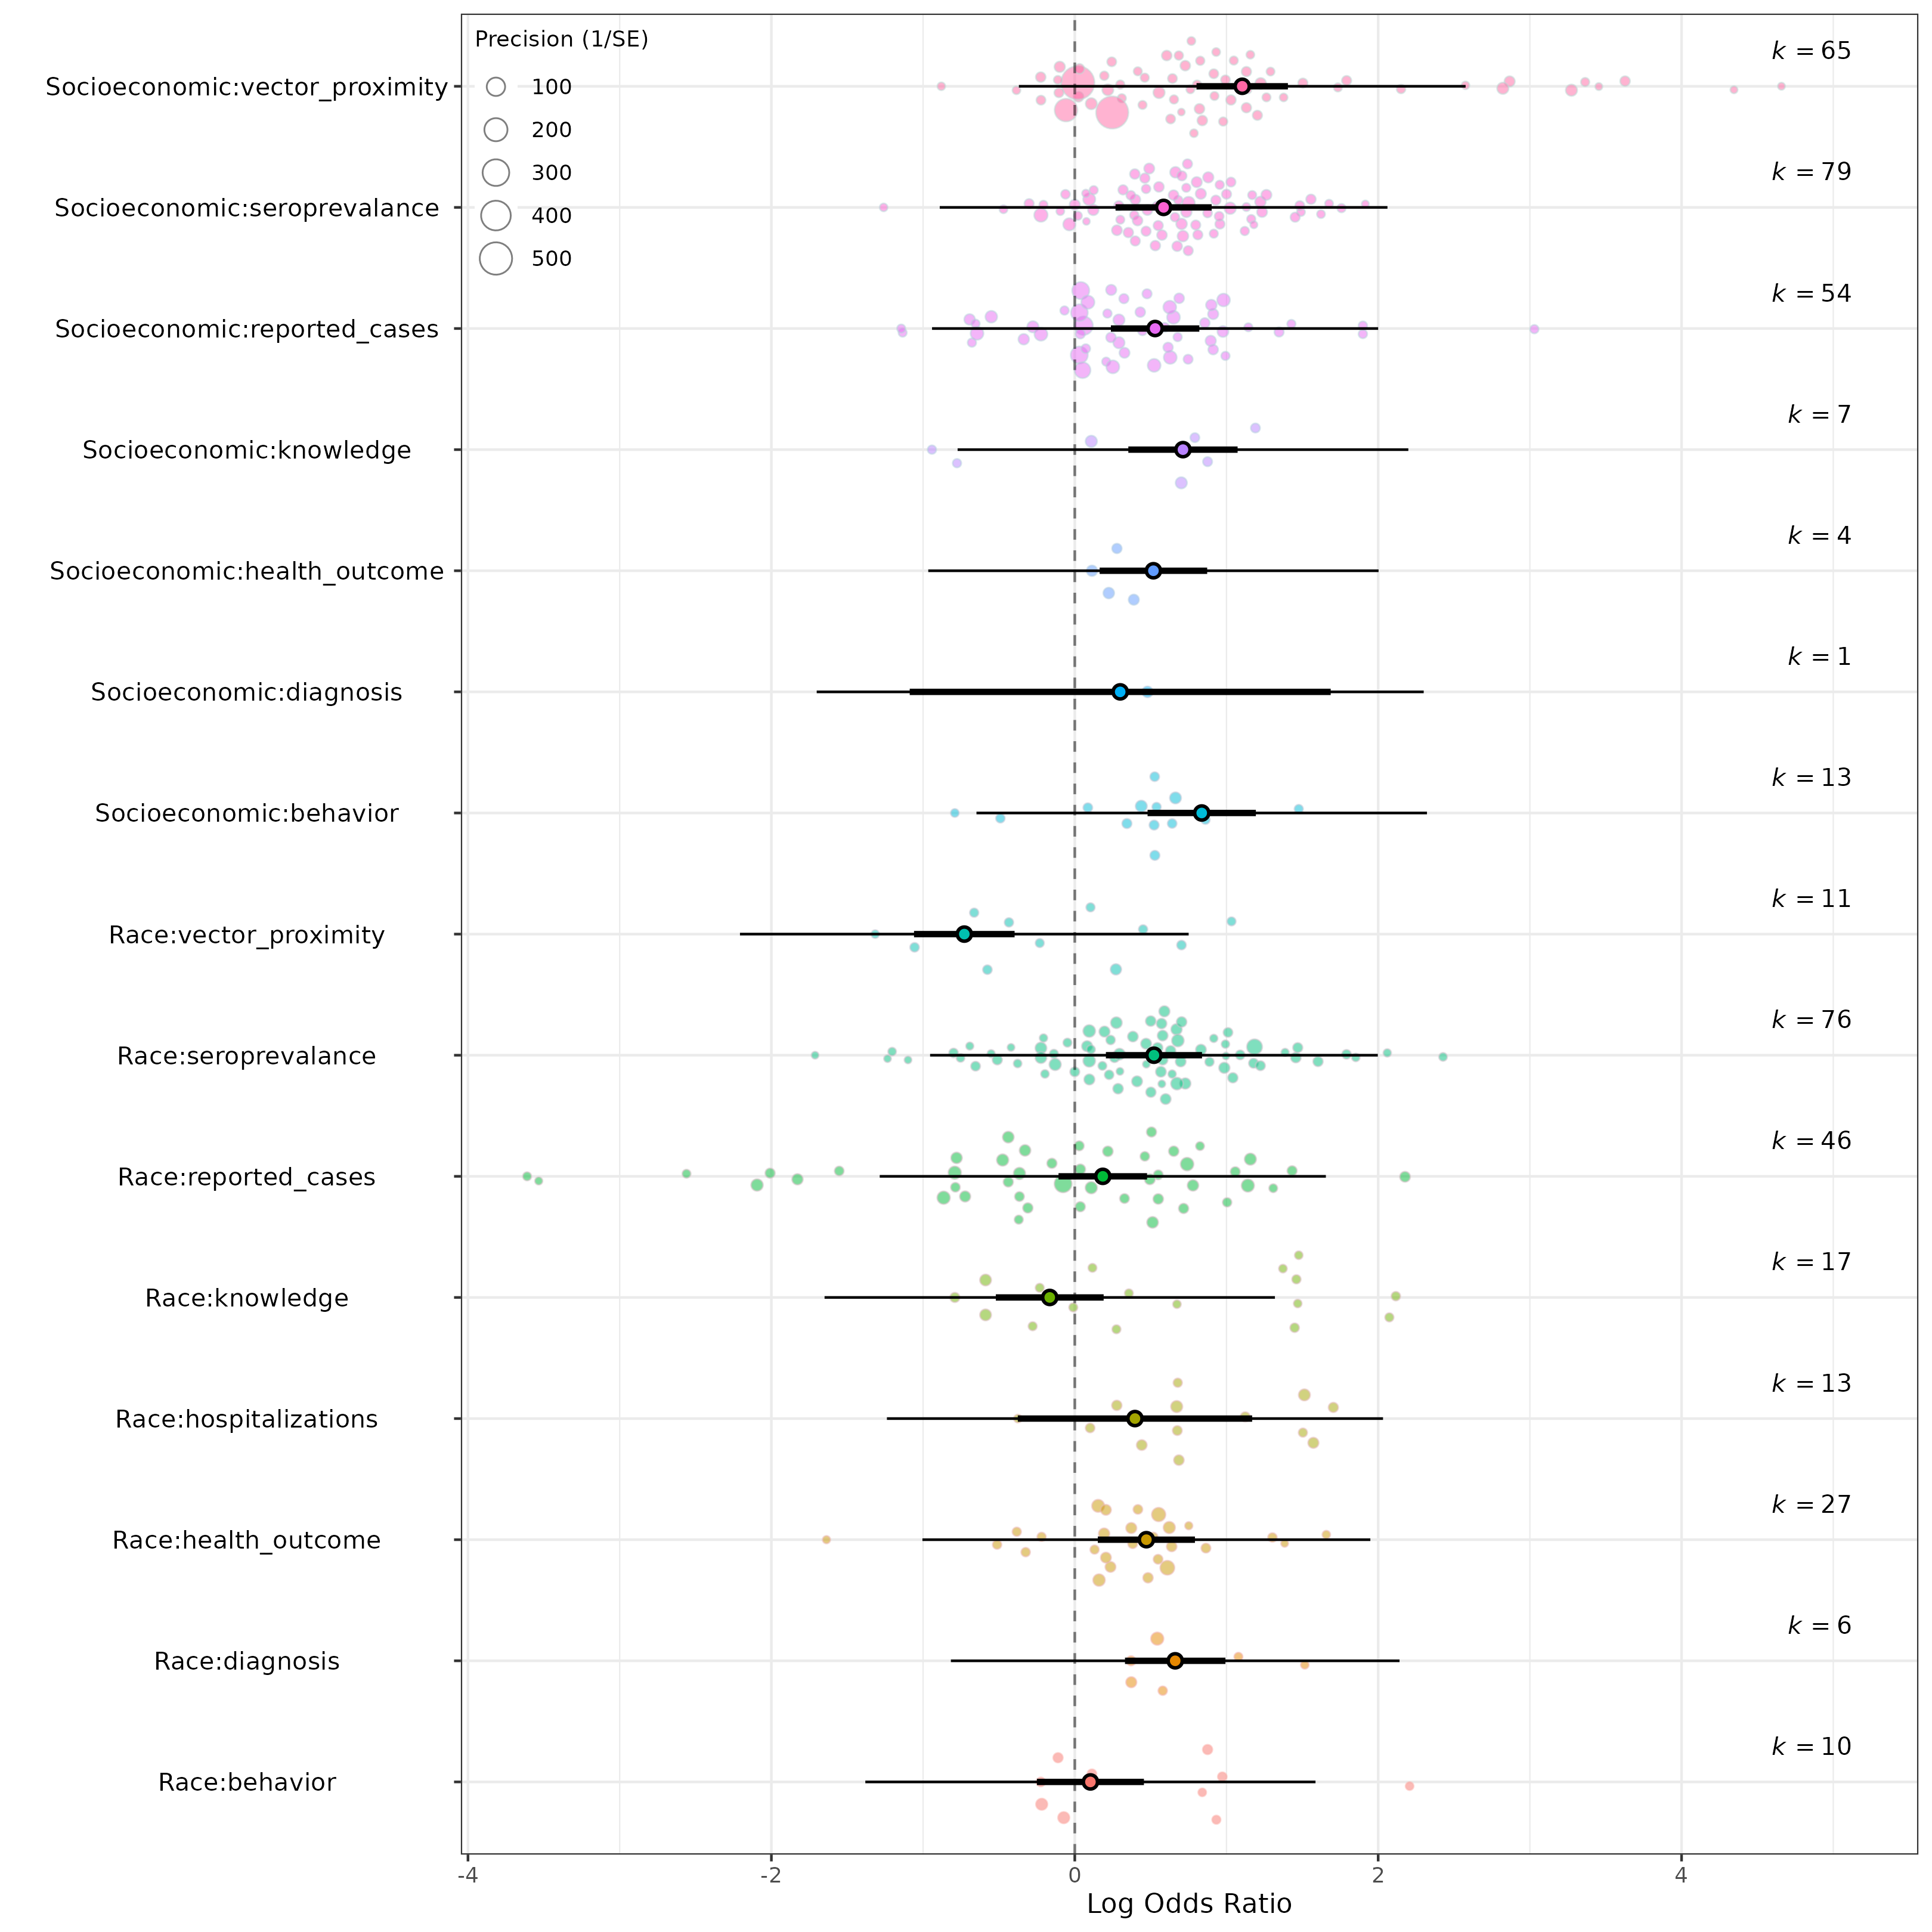 Precision (1/SE)
100
200
300
400
500
Socioeconomic:vector_proximity
k = 65
Socioeconomic:seroprevalance
k = 79
Socioeconomic:reported_cases
k = 54
Socioeconomic:knowledge
k = 7
Socioeconomic:health_outcome
k = 4
Socioeconomic:diagnosis
k = 1
Socioeconomic:behavior
k = 13
Race:vector_proximity
k = 11
Race:seroprevalance
k = 76
Race:reported_cases
k = 46
Race:knowledge
k = 17
Race:hospitalizations
k = 13
Race:health_outcome
k = 27
Race:diagnosis
k = 6
Race:behavior
k = 10
-4 -2 0 2 4
Log Odds Ratio